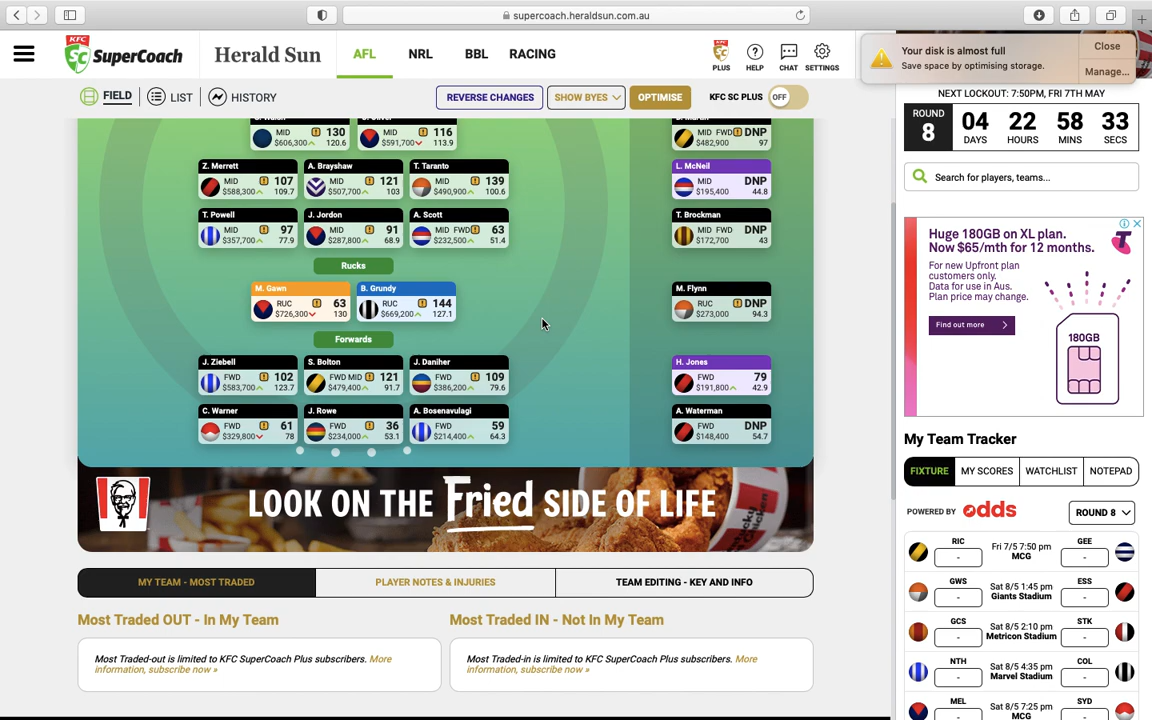 supercoach.heraldsun.com.au
Your disk is almost full
Save space by optimising storage.
Close
Manage...
KFC
SC SUPERCOACH
Herald Sun
AFL
NRL
BBL
RACING
PLUS
HELP
CHAT
SETTINGS
FIELD
LIST
HISTORY
REVERSE CHANGES
SHOW BYES
OPTIMISE
KFC SC PLUS
OFF
NEXT LOCKOUT: 7:50PM, FRI 7TH MAY
ROUND 8
04 DAYS
22 HOURS
58 MINS
33 SECS
Search for players, teams...
MID 130
$606,300 120.6
MID 116
$591,700 113.9
MID FWD DNP
$482,900 97
Z. Merrett
MID 107
$588,300 109.7
A. Brayshaw
MID 121
$507,700 103
T. Taranto
MID 139
$490,900 100.6
L. McNeil
MID DNP
$195,400 44.8
T. Powell
MID 97
$357,700 77.9
J. Jordon
MID 91
$287,800 68.9
A. Scott
MID FWD 63
$232,500 51.4
T. Brockman
MID DNP
$172,700 43
Rucks
M. Gawn
RUC 63
$726,300 130
B. Grundy
RUC 144
$669,200 127.1
M. Flynn
RUC DNP
$273,000 94.3
Forwards
J. Ziebell
FWD 102
$583,700 123.7
S. Bolton
FWD MID 121
$479,400 91.7
J. Daniher
FWD 109
$386,200 79.6
H. Jones
FWD 79
$191,800 42.9
C. Warner
FWD 61
$329,800 78
J. Rowe
FWD 36
$234,000 53.1
A. Bosenavulagi
FWD 59
$214,400 64.3
A. Waterman
FWD DNP
$148,400 54.7
LOOK ON THE Fried SIDE OF LIFE
MY TEAM - MOST TRADED
PLAYER NOTES & INJURIES
TEAM EDITING - KEY AND INFO
Most Traded OUT - In My Team
Most Traded-out is limited to KFC SuperCoach Plus subscribers. More
information, subscribe now »
Most Traded IN - Not In My Team
Most Traded-in is limited to KFC SuperCoach Plus subscribers. More
information, subscribe now »
Huge 180GB on XL plan.
Now $65/mth for 12 months.
For new Upfront plan
customers only.
Data for use in Aus.
Plan price may change.
Find out more
180GB
My Team Tracker
FIXTURE
MY SCORES
WATCHLIST
NOTEPAD
POWERED BY odds
ROUND 8
RIC
-
Fri 7/5 7:50 pm
MCG
GEE
-
GWS
-
Sat 8/5 1:45 pm
Giants Stadium
ESS
-
GCS
-
Sat 8/5 2:10 pm
Metricon Stadium
STK
-
NTH
-
Sat 8/5 4:35 pm
Marvel Stadium
COL
-
MEL
-
Sat 8/5 7:25 pm
MCG
SYD
-